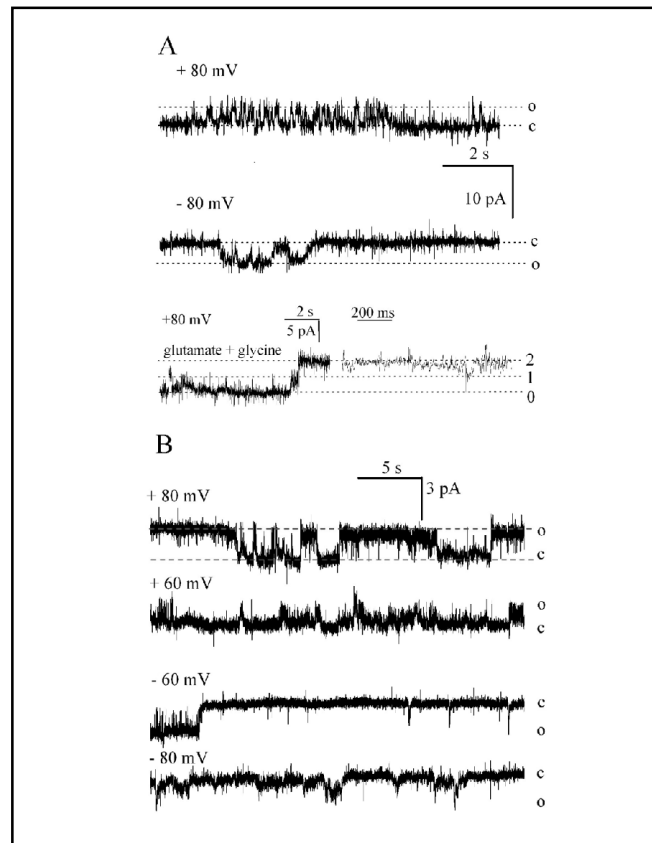 A
+ 80 mV
o
c
2 s
10 pA
- 80 mV
c
o
+80 mV
2 s
5 pA
200 ms
glutamate + glycine
2
1
0
B
5 s
3 pA
+ 80 mV
o
c
+ 60 mV
o
c
- 60 mV
c
o
- 80 mV
c
o